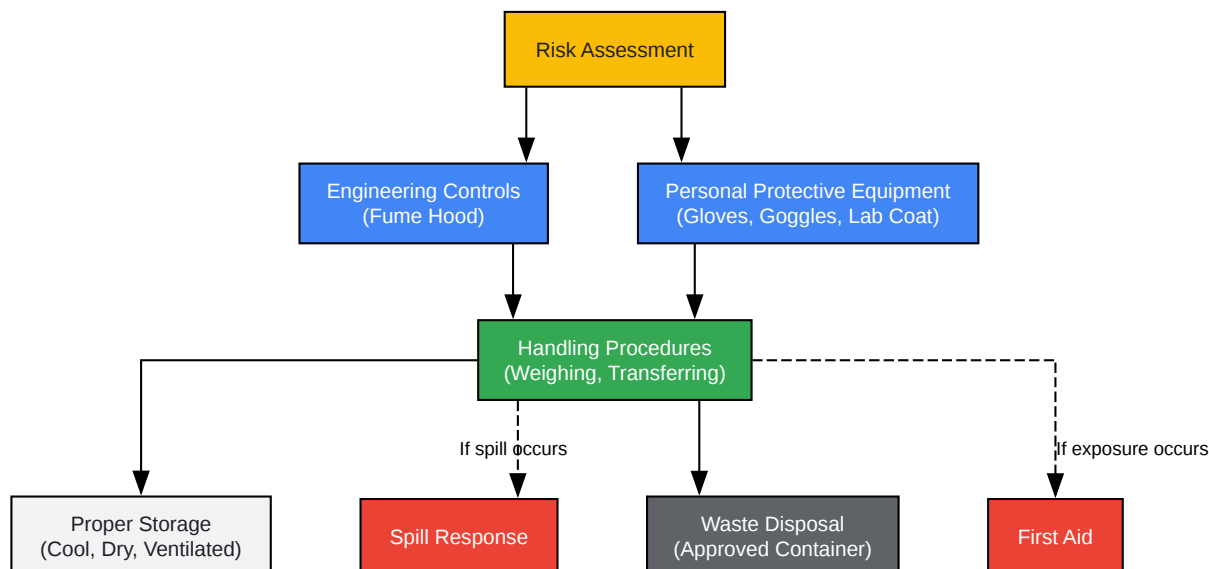 Risk Assessment
Engineering Controls
(Fume Hood)
Personal Protective Equipment
(Gloves, Goggles, Lab Coat)
Handling Procedures
(Weighing, Transferring)
If spill occurs
If exposure occurs
Proper Storage
(Cool, Dry, Ventilated)
Spill Response
Waste Disposal
(Approved Container)
First Aid